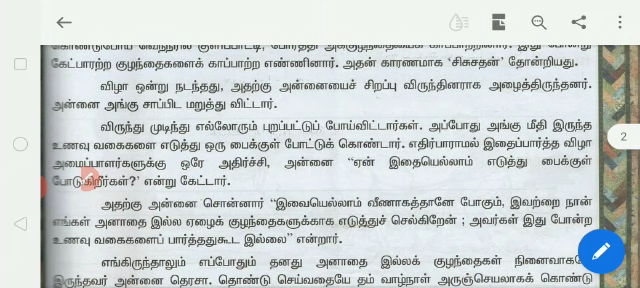 கேட்பாரற்ற குழந்தைகளைக் காப்பாற்ற எண்ணினார். அதன் காரணமாக ‘சிசுசதன்’ தோன்றியது.
விழா ஒன்று நடந்தது, அதற்கு அன்னையைச் சிறப்பு விருந்தினராக அழைத்திருந்தனர்.
அன்னை அங்கு சாப்பிட மறுத்து விட்டார்.
விருந்து முடிந்து எல்லோரும் புறப்பட்டுப் போய்விட்டார்கள். அப்போது அங்கு மீதி இருந்த
உணவு வகைகளை எடுத்து ஒரு பைக்குள் போட்டுக் கொண்டார். எதிர்பாராமல் இதைப்பார்த்த விழா
அமைப்பாளர்களுக்கு ஒரே அதிர்ச்சி, அன்னை “ஏன் இதையெல்லாம் எடுத்து பைக்குள்
போடுகிறீர்கள்?’ என்று கேட்டார்.
2
அதற்கு அன்னை சொன்னார் “இவையெல்லாம் வீணாகத்தானே போகும், இவற்றை நான்
எங்கள் அனாதை இல்ல ஏழைக் குழந்தைகளுக்காக எடுத்துச் செல்கிறேன் ; அவர்கள் இது போன்ற
உணவு வகைகளைப் பார்த்ததுகூட இல்லை” என்றார்.
எங்கிருந்தாலும் எப்போதும் தனது அனாதை இல்லக் குழந்தைகள்
இருந்தவர் அன்னை தெரசா. தொண்டு செய்வதையே தம் வாழ்நாள் அருஞ்செயலாகக் கொண்டு